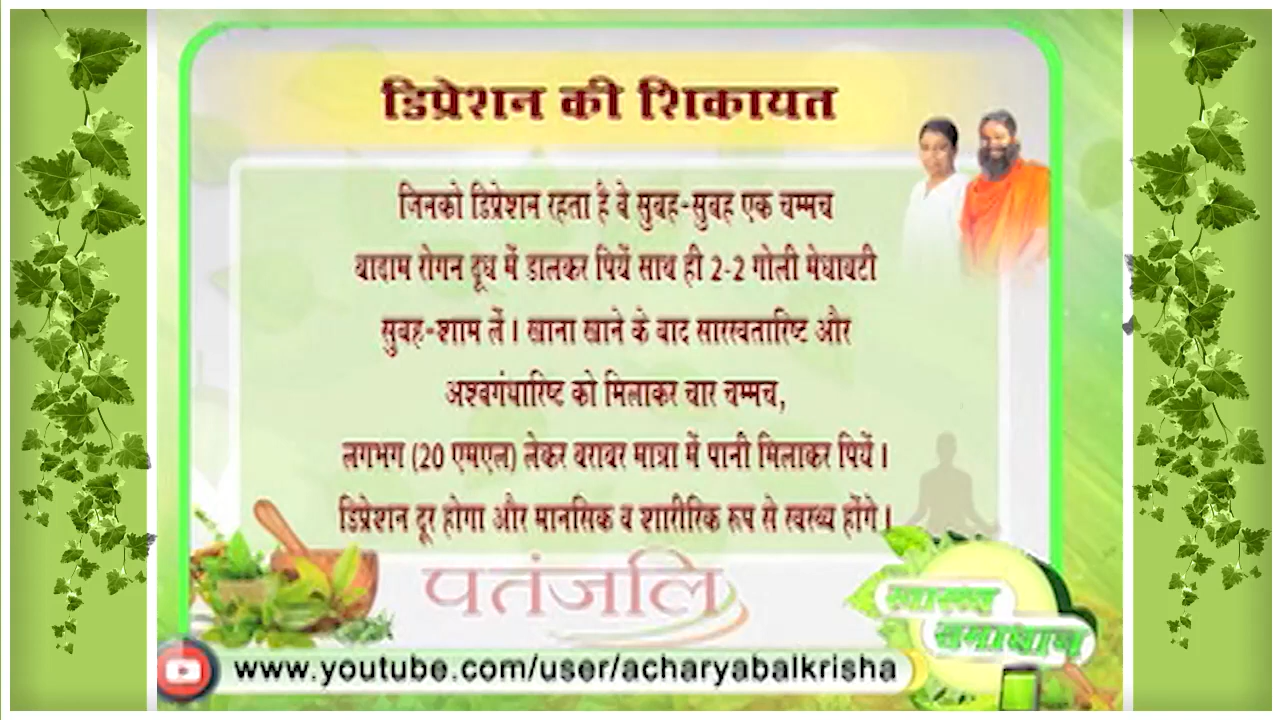 डिप्रेशन की शिकायत
जिनको डिप्रेशन रहता है वे सुबह-सुबह एक चम्मच
बादाम रोगन दूध में डालकर पियें साथ ही 2-2 गोली मेधावटी
सुबह-शाम लें। खाना खाने के बाद सारस्वतारिष्ट और
अश्वगंधारिष्ट को मिलाकर चार चम्मच,
लगभग (20 एमएल) लेकर बराबर मात्रा में पानी मिलाकर पियें।
डिप्रेशन दूर होगा और मानसिक व शारीरिक रूप से स्वस्थ्य होंगे।
पतंजलि
स्वास्थ्य
समाधान
www.youtube.com/user/acharyabalkrisha